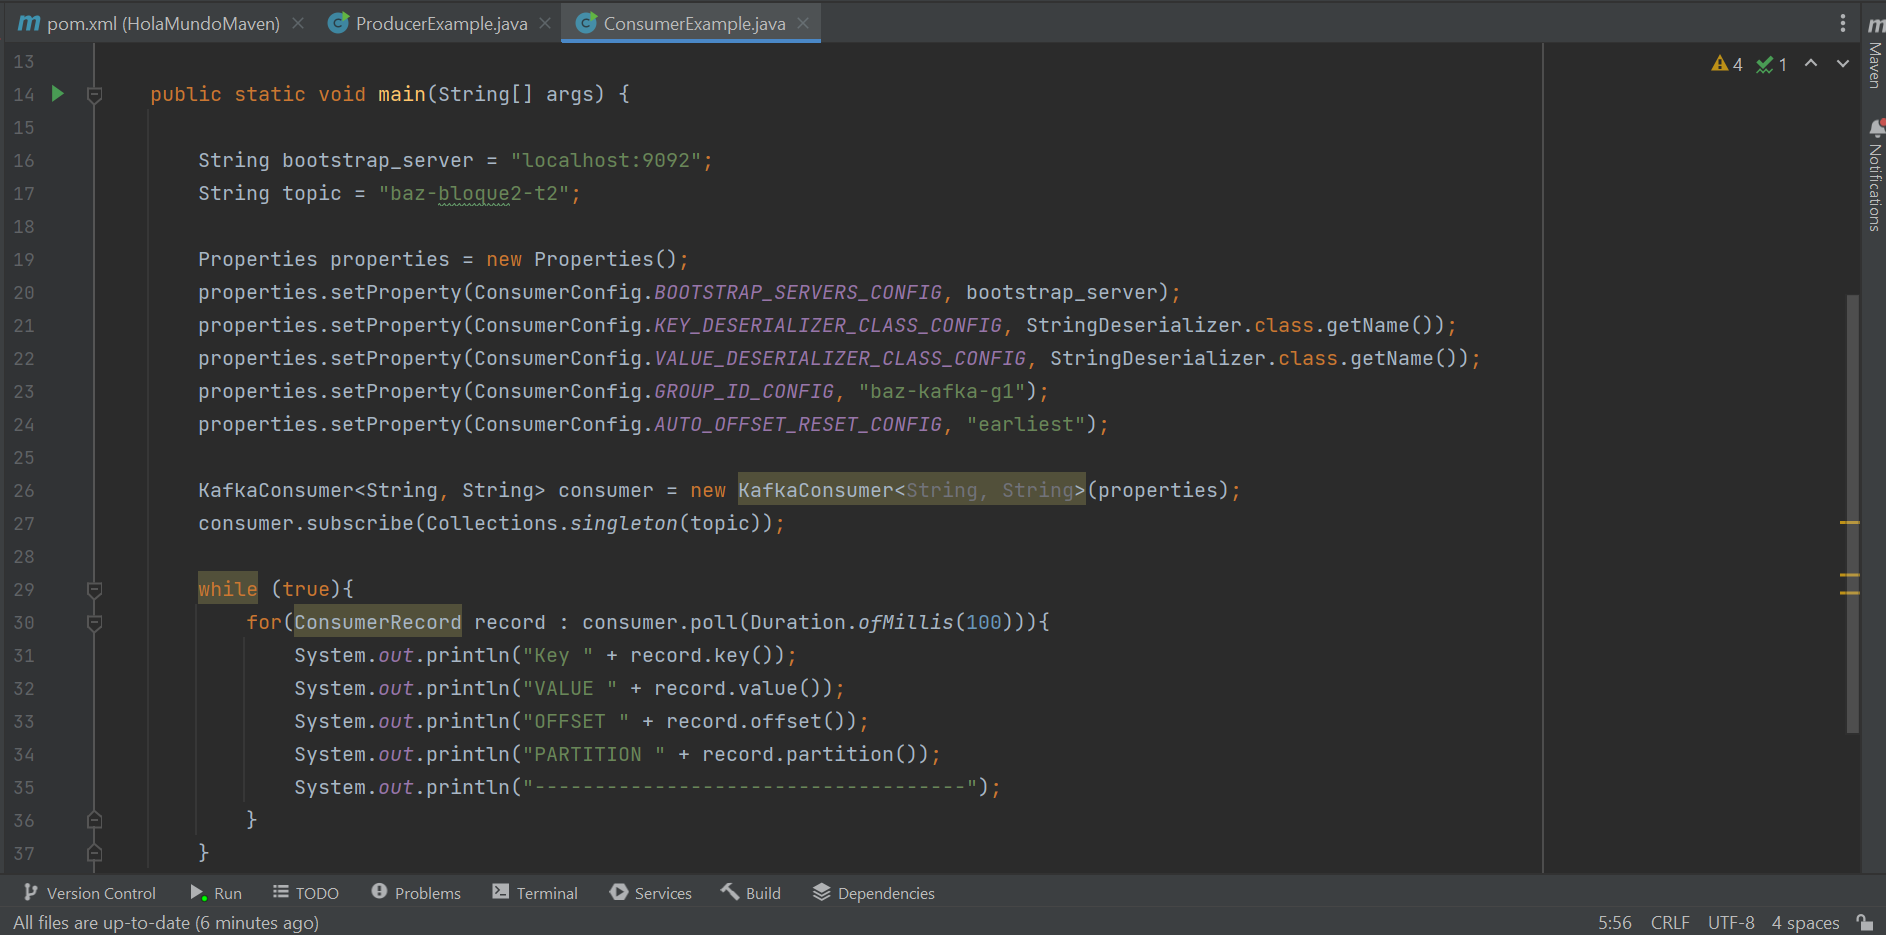 m pom.xml (HolaMundoMaven) ProducerExample.java ConsumerExample.java
4 1
13
14 public static void main(String[] args) {
15
16 String bootstrap_server = "localhost:9092";
17 String topic = "baz-bloque2-t2";
18
19 Properties properties = new Properties();
20 properties.setProperty(ConsumerConfig.BOOTSTRAP_SERVERS_CONFIG, bootstrap_server);
21 properties.setProperty(ConsumerConfig.KEY_DESERIALIZER_CLASS_CONFIG, StringDeserializer.class.getName());
22 properties.setProperty(ConsumerConfig.VALUE_DESERIALIZER_CLASS_CONFIG, StringDeserializer.class.getName());
23 properties.setProperty(ConsumerConfig.GROUP_ID_CONFIG, "baz-kafka-g1");
24 properties.setProperty(ConsumerConfig.AUTO_OFFSET_RESET_CONFIG, "earliest");
25
26 KafkaConsumer<String, String> consumer = new KafkaConsumer<String, String>(properties);
27 consumer.subscribe(Collections.singleton(topic));
28
29 while (true){
30 for(ConsumerRecord record : consumer.poll(Duration.ofMillis(100))){
31 System.out.println("Key " + record.key());
32 System.out.println("VALUE " + record.value());
33 System.out.println("OFFSET " + record.offset());
34 System.out.println("PARTITION " + record.partition());
35 System.out.println("------------------------------------");
36 }
37 }
m Maven
Notifications
Version Control Run TODO Problems Terminal Services Build Dependencies
All files are up-to-date (6 minutes ago) 5:56 CRLF UTF-8 4 spaces